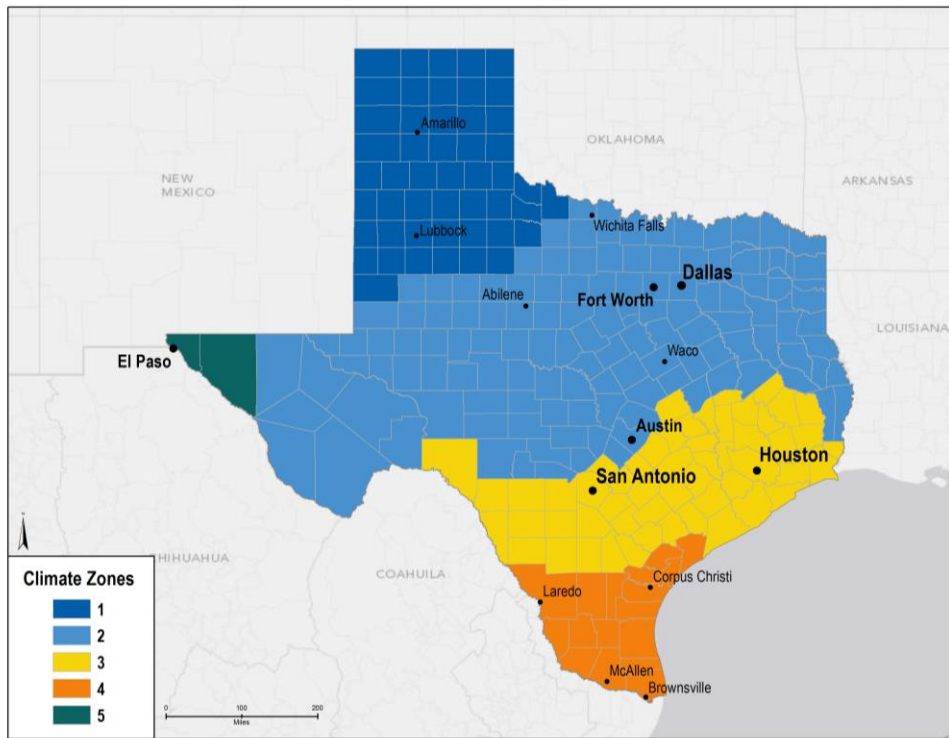 Amarillo
OKLAHOMA
NEW
MEXICO
ARKANSAS
Lubbock
Wichita Falls
Dallas
Abilene
Fort Worth
LOUISIANA
El Paso
Waco
Austin
Houston
San Antonio
CHIHUAHUA
COAHUILA
Climate Zones
1
2
3
4
5
Laredo
Corpus Christi
McAllen
Brownsville
0 100 200
Miles